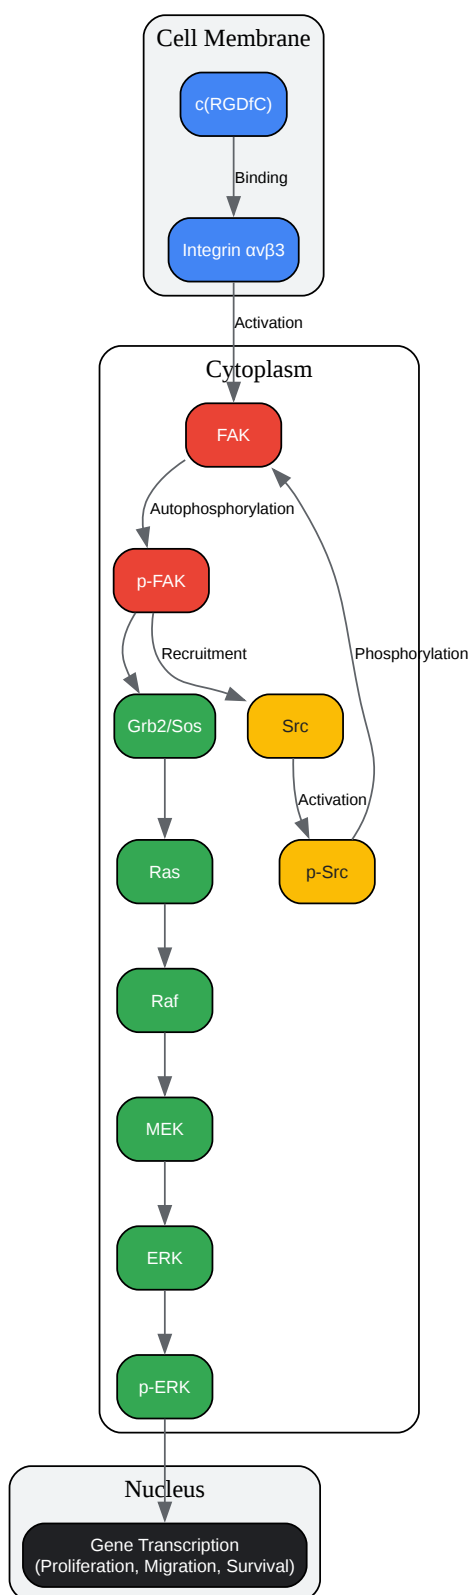 Cell Membrane
c(RGDfC)
Binding
Integrin αvβ3
Activation
Cytoplasm
FAK
Autophosphorylation
p-FAK
Recruitment
Phosphorylation
Grb2/Sos
Src
Activation
Ras
p-Src
Raf
MEK
ERK
p-ERK
Nucleus
Gene Transcription
(Proliferation, Migration, Survival)